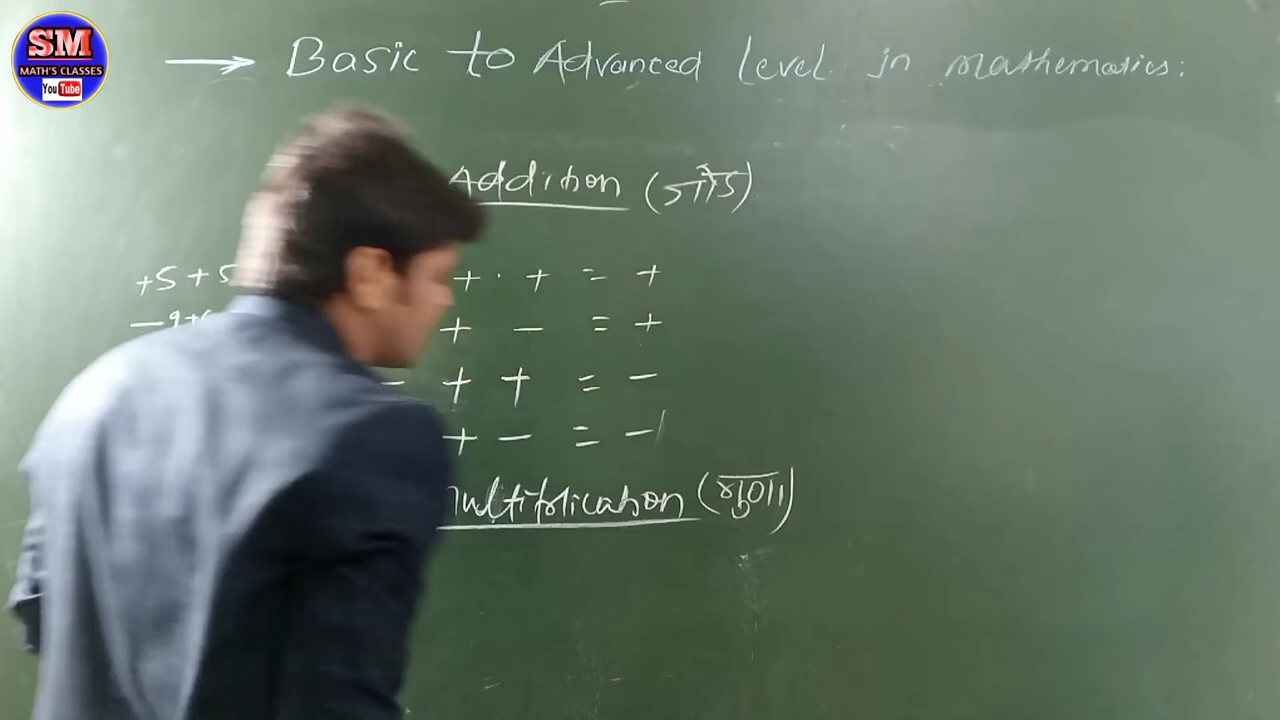 SM
MATH'S CLASSES
YouTube
→ Basic to Advanced level in mathematics:
Addition (जोड)
+5 + 5 + · + = +
+ - = +
- + + = -
+ - = -
Multiplication (गुणा)